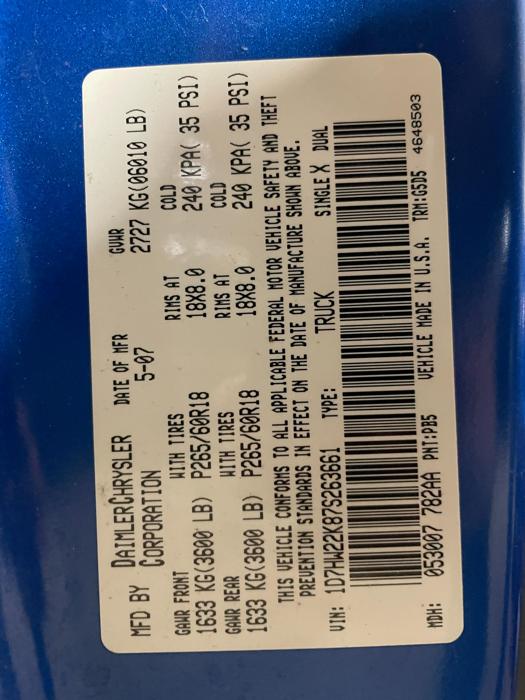 MFD BY DAIMLERCHRYSLER DATE OF MFR GVWR
CORPORATION 5-07 2727 KG(06010 LB)
GAWR FRONT WITH TIRES RIMS AT COLD
1633 KG(3600 LB) P265/60R18 18X8.0 240 KPA( 35 PSI)
GAWR REAR WITH TIRES RIMS AT COLD
1633 KG(3600 LB) P265/60R18 18X8.0 240 KPA( 35 PSI)
THIS VEHICLE CONFORMS TO ALL APPLICABLE FEDERAL MOTOR VEHICLE SAFETY AND THEFT
PREVENTION STANDARDS IN EFFECT ON THE DATE OF MANUFACTURE SHOWN ABOVE.
VIN: 1D7HW22K87S263661 TYPE: TRUCK SINGLE X DUAL
MDH: 053007 782AA PNT:PB5 VEHICLE MADE IN U.S.A. TRM:G5D5 4648503